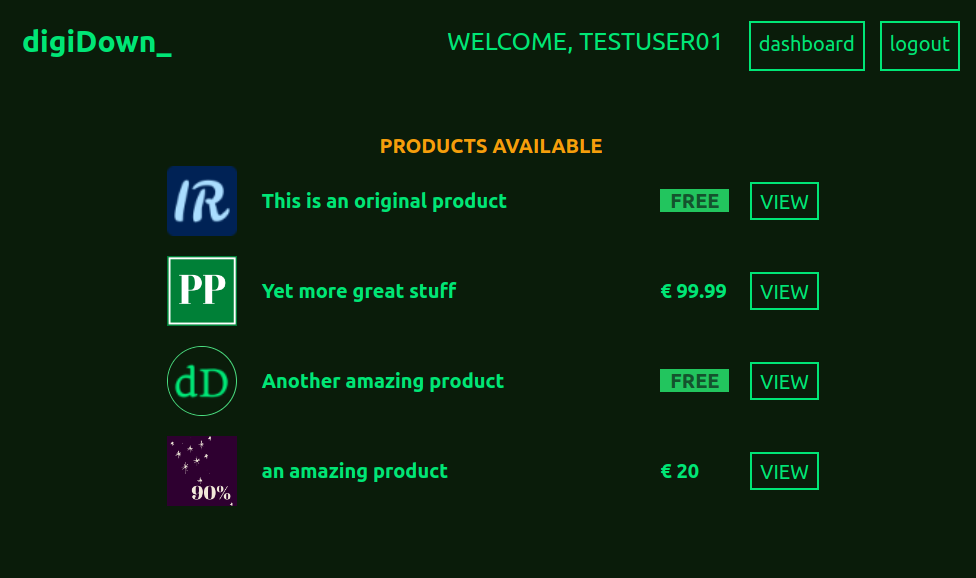 digiDown_
WELCOME, TESTUSER01
dashboard
logout
PRODUCTS AVAILABLE
IR
This is an original product
FREE
VIEW
PP
Yet more great stuff
€ 99.99
VIEW
dD
Another amazing product
FREE
VIEW
90%
an amazing product
€ 20
VIEW